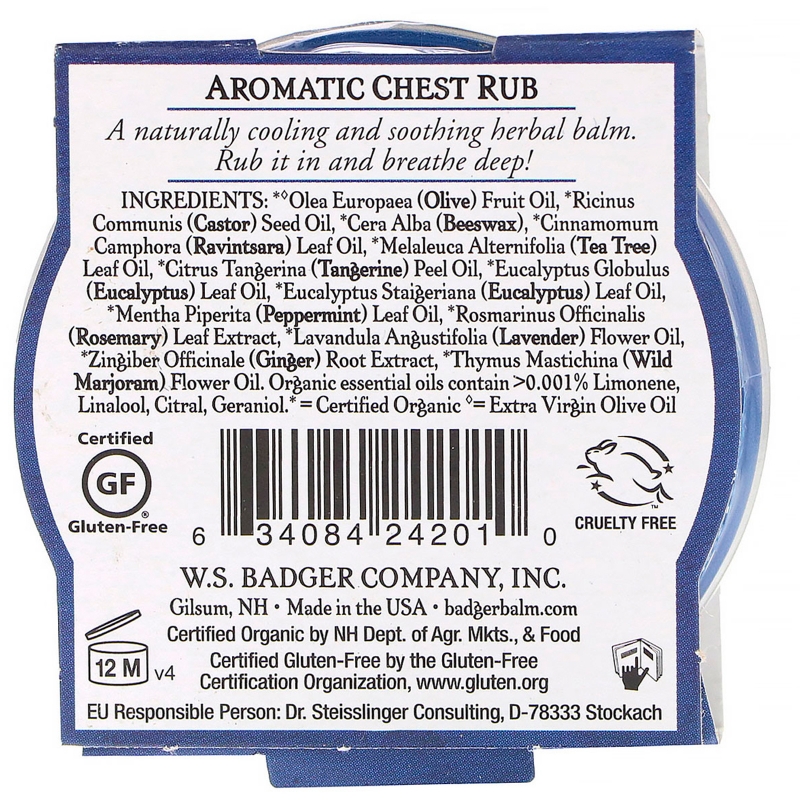 AROMATIC CHEST RUB
A naturally cooling and soothing herbal balm.
Rub it in and breathe deep!
INGREDIENTS: *◊Olea Europaea (Olive) Fruit Oil, *Ricinus
Communis (Castor) Seed Oil, *Cera Alba (Beeswax), *Cinnamomum
Camphora (Ravintsara) Leaf Oil, *Melaleuca Alternifolia (Tea Tree)
Leaf Oil, *Citrus Tangerina (Tangerine) Peel Oil, *Eucalyptus Globulus
(Eucalyptus) Leaf Oil, *Eucalyptus Staigeriana (Eucalyptus) Leaf Oil,
*Mentha Piperita (Peppermint) Leaf Oil, *Rosmarinus Officinalis
(Rosemary) Leaf Extract, *Lavandula Angustifolia (Lavender) Flower Oil,
*Zingiber Officinale (Ginger) Root Extract, *Thymus Mastichina (Wild
Marjoram) Flower Oil. Organic essential oils contain >0.001% Limonene,
Linalool, Citral, Geraniol.* = Certified Organic ◊= Extra Virgin Olive Oil
Certified
GF
®
Gluten-Free
6 34084 24201 0
™
CRUELTY FREE
W.S. BADGER COMPANY, INC.
Gilsum, NH • Made in the USA • badgerbalm.com
Certified Organic by NH Dept. of Agr. Mkts., & Food
Certified Gluten-Free by the Gluten-Free
Certification Organization, www.gluten.org
12 M v4
EU Responsible Person: Dr. Steisslinger Consulting, D-78333 Stockach